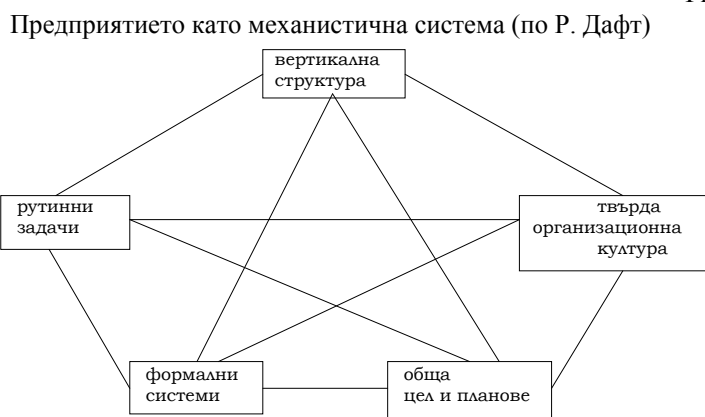 Предприятието като механистична система (по Р. Дафт)
вертикална
структура
рутинни
задачи
твърда
организационна
култура
формални
системи
обща
цел и планове